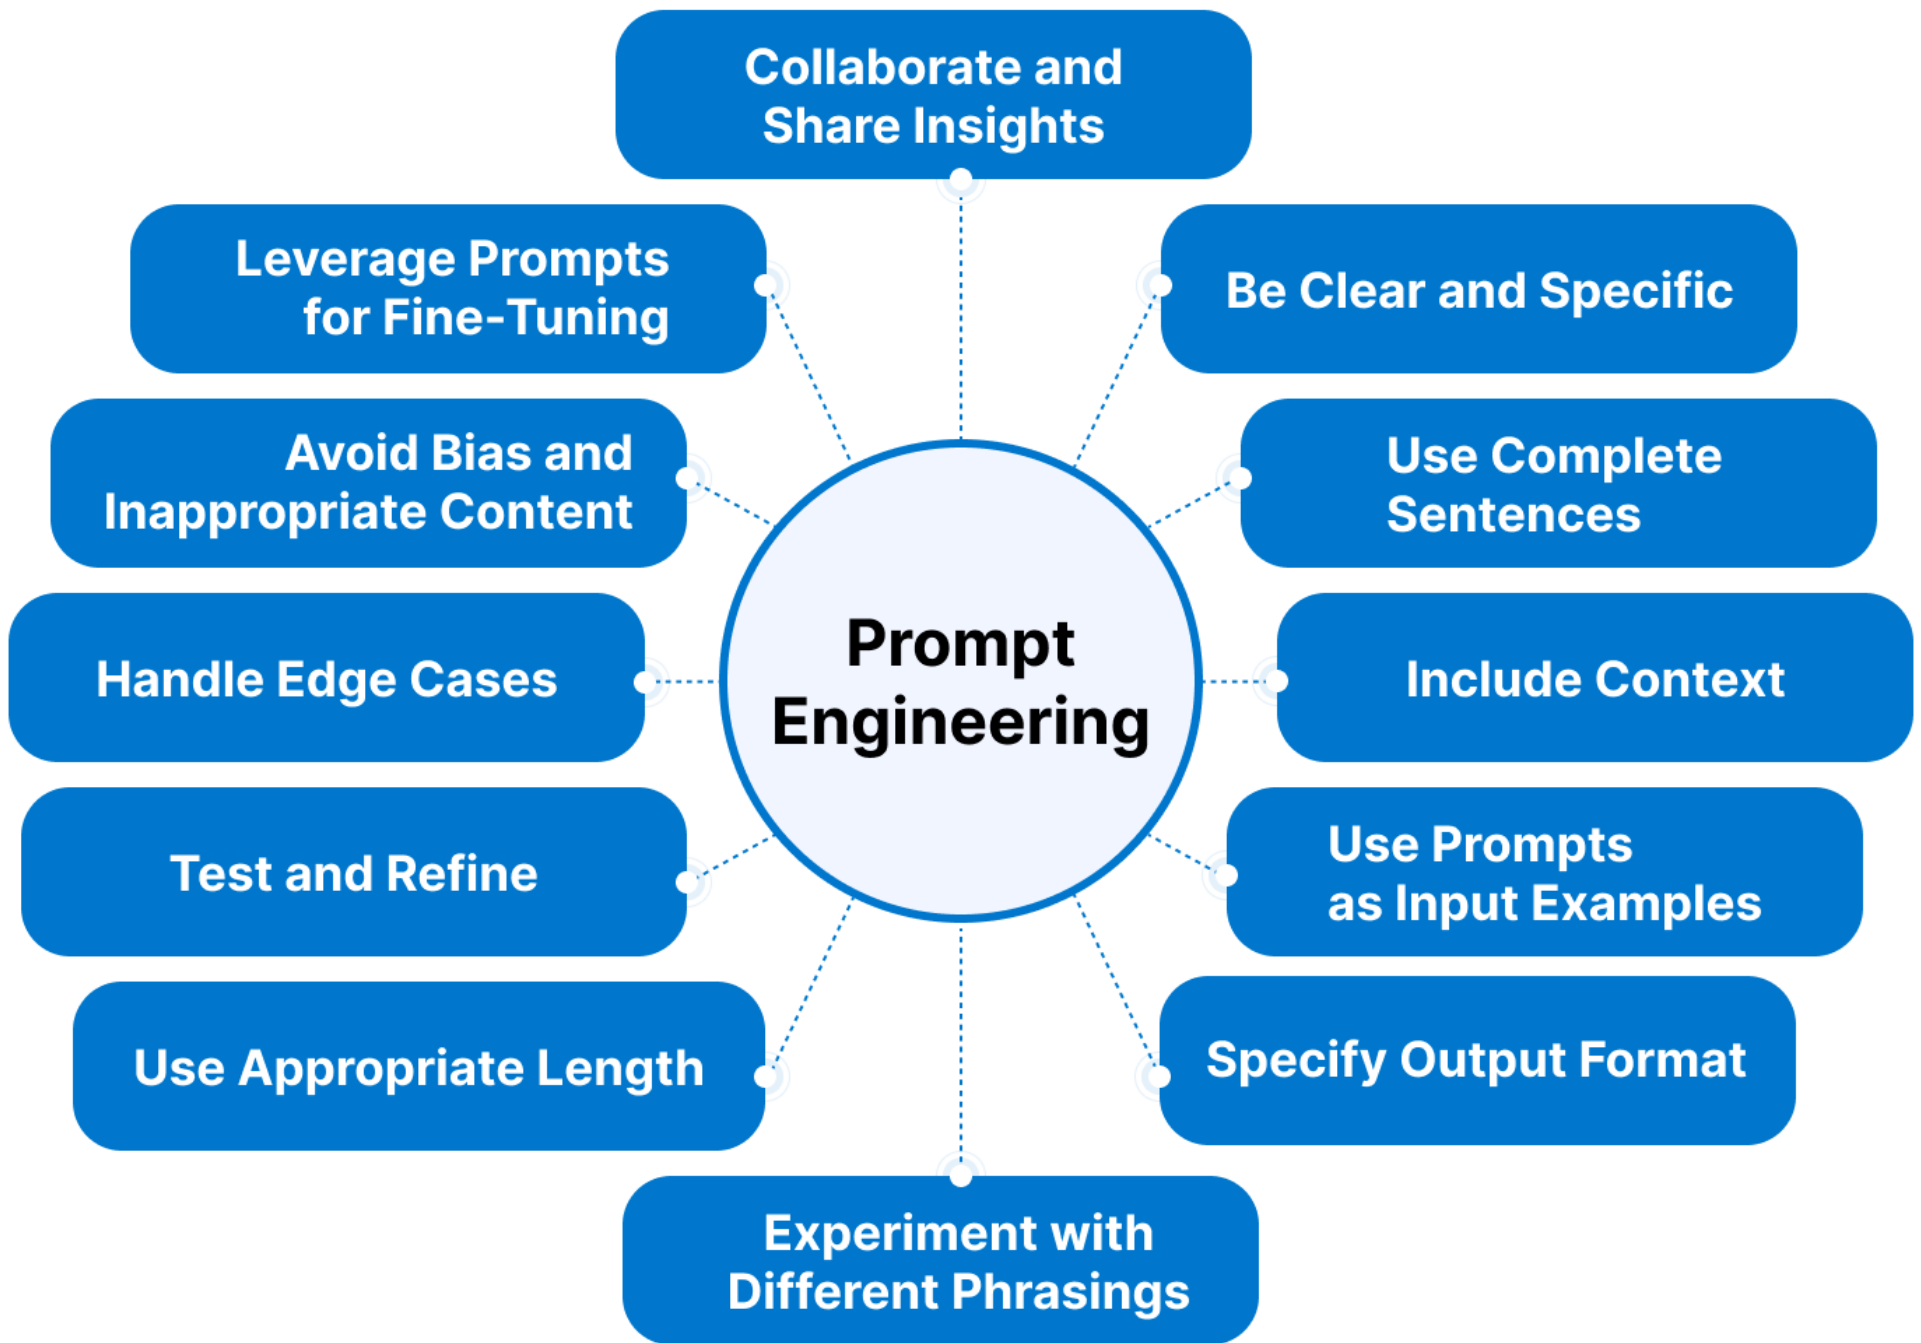 Collaborate and
Share Insights
Leverage Prompts
for Fine-Tuning
Be Clear and Specific
Avoid Bias and
Inappropriate Content
Use Complete
Sentences
Handle Edge Cases
Prompt
Engineering
Include Context
Test and Refine
Use Prompts
as Input Examples
Use Appropriate Length
Specify Output Format
Experiment with
Different Phrasings